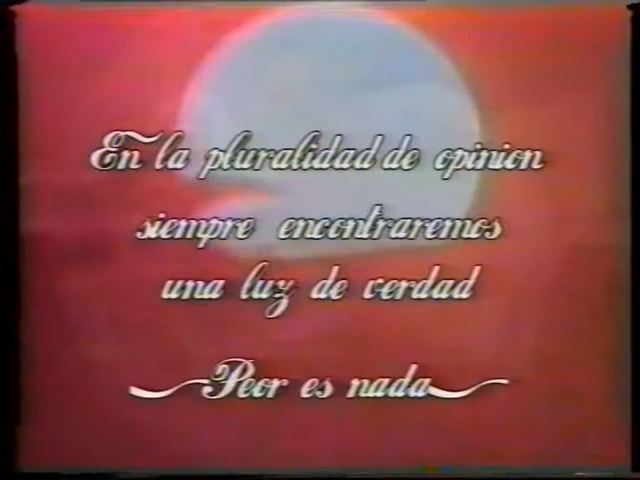 En la pluralidad de opinion
siempre encontraremos
una luz de verdad
Peor es nada